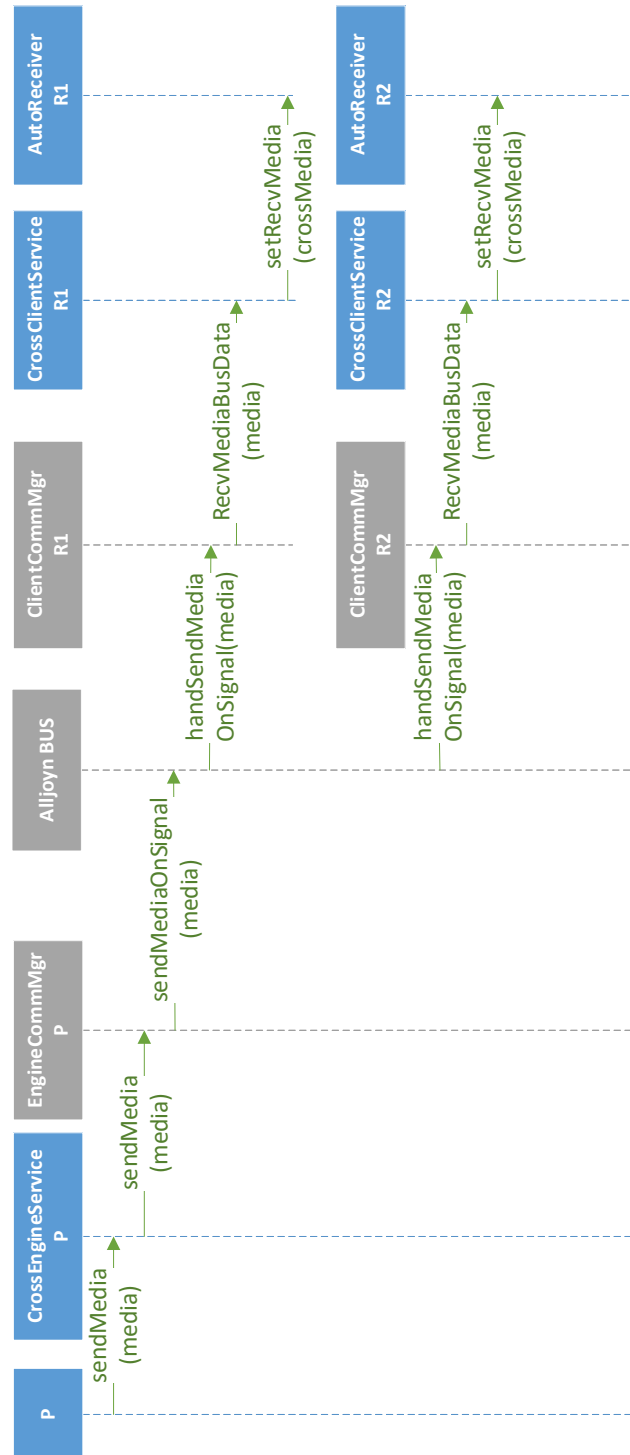 P
CrossEngineService
P
EngineCommMgr
P
Alljoyn BUS
ClientCommMgr
R1
CrossClientService
R1
AutoReceiver
R1
sendMedia
(media)
sendMedia
(media)
sendMediaOnSignal
(media)
handSendMedia
OnSignal(media)
RecvMediaBusData
(media)
setRecvMedia
(crossMedia)
ClientCommMgr
R2
CrossClientService
R2
AutoReceiver
R2
handSendMedia
OnSignal(media)
RecvMediaBusData
(media)
setRecvMedia
(crossMedia)